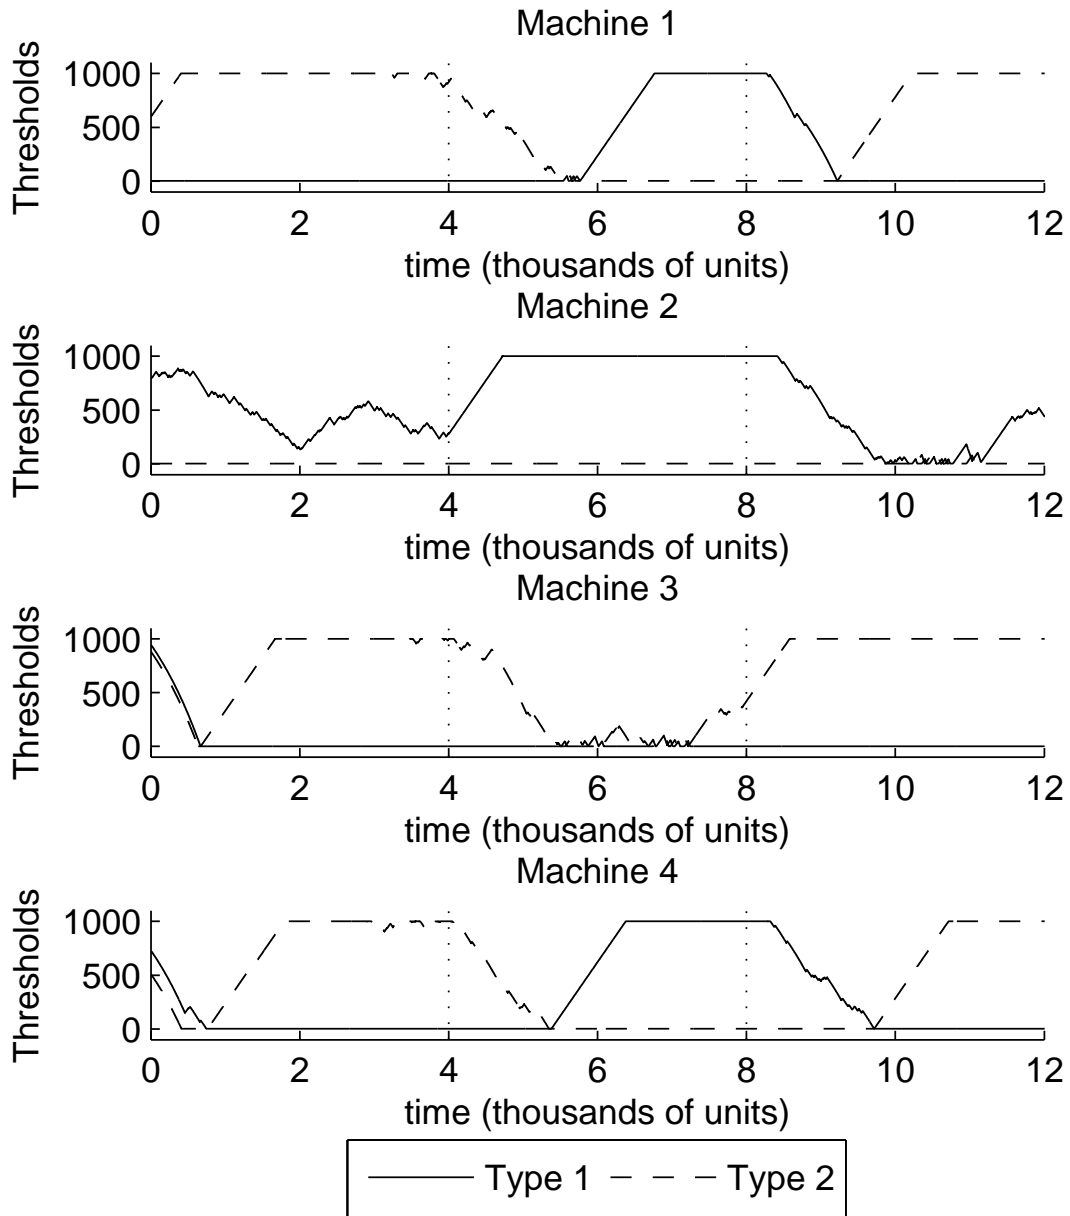 Machine 1
Thresholds
1000
500
0
0 2 4 6 8 10 12
time (thousands of units)
Machine 2
Thresholds
1000
500
0
0 2 4 6 8 10 12
time (thousands of units)
Machine 3
Thresholds
1000
500
0
0 2 4 6 8 10 12
time (thousands of units)
Machine 4
Thresholds
1000
500
0
0 2 4 6 8 10 12
time (thousands of units)
Type 1 Type 2